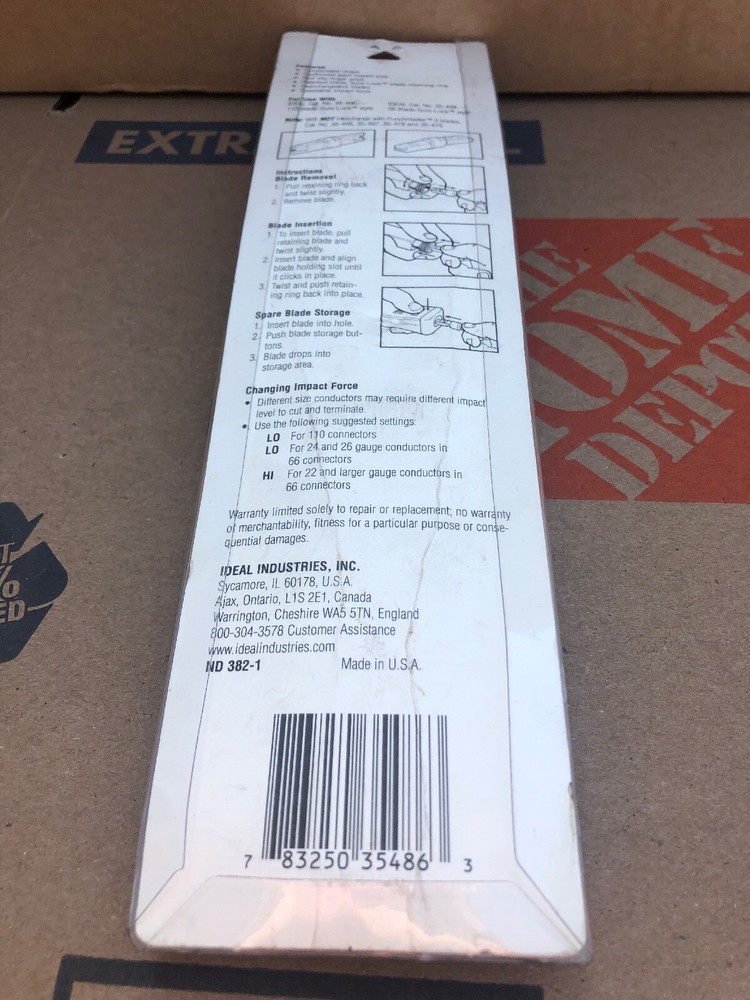 Features
For Use With
Instructions
Blade Removal
1. Pull retaining ring back
and twist slightly.
2. Remove blade.
Blade Insertion
1. To insert blade, pull
retaining blade and
twist slightly.
2. Insert blade and align
blade holding slot until
it clicks in place.
3. Twist and push retain-
ing ring back into place.
Spare Blade Storage
1. Insert blade into hole.
2. Push blade storage but-
tons.
3. Blade drops into
storage area.
Changing Impact Force
• Different size conductors may require different impact
level to cut and terminate.
• Use the following suggested settings:
LO For 110 connectors
LO For 24 and 26 gauge conductors in
66 connectors
HI For 22 and larger gauge conductors in
66 connectors
Warranty limited solely to repair or replacement; no warranty
of merchantability, fitness for a particular purpose or conse-
quential damages.
IDEAL INDUSTRIES, INC.
Sycamore, IL 60178, U.S.A.
Ajax, Ontario, L1S 2E1, Canada
Warrington, Cheshire WA5 5TN, England
800-304-3578 Customer Assistance
www.idealindustries.com
ND 382-1 Made in U.S.A.
7 83250 35486 3
EXTR
L
THE
HOME
DEPOT
T
%
ED